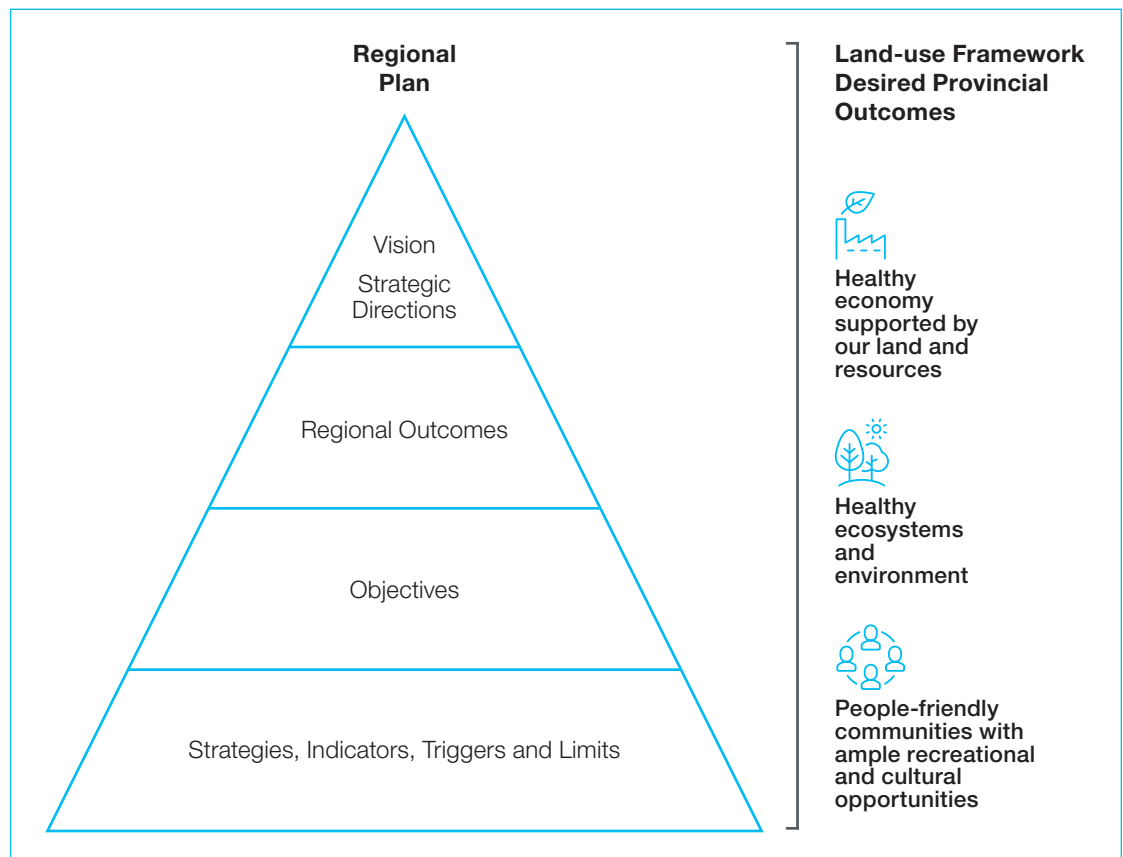 Regional
Plan
Vision
Strategic
Directions
Regional Outcomes
Objectives
Strategies, Indicators, Triggers and Limits
Land-use Framework
Desired Provincial
Outcomes
Healthy
economy
supported by
our land and
resources
Healthy
ecosystems
and
environment
People-friendly
communities with
ample recreational
and cultural
opportunities